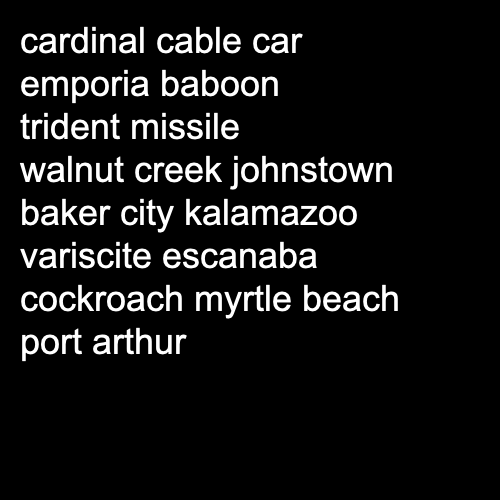 cardinal cable car
emporia baboon
trident missile
walnut creek johnstown
baker city kalamazoo
variscite escanaba
cockroach myrtle beach
port arthur